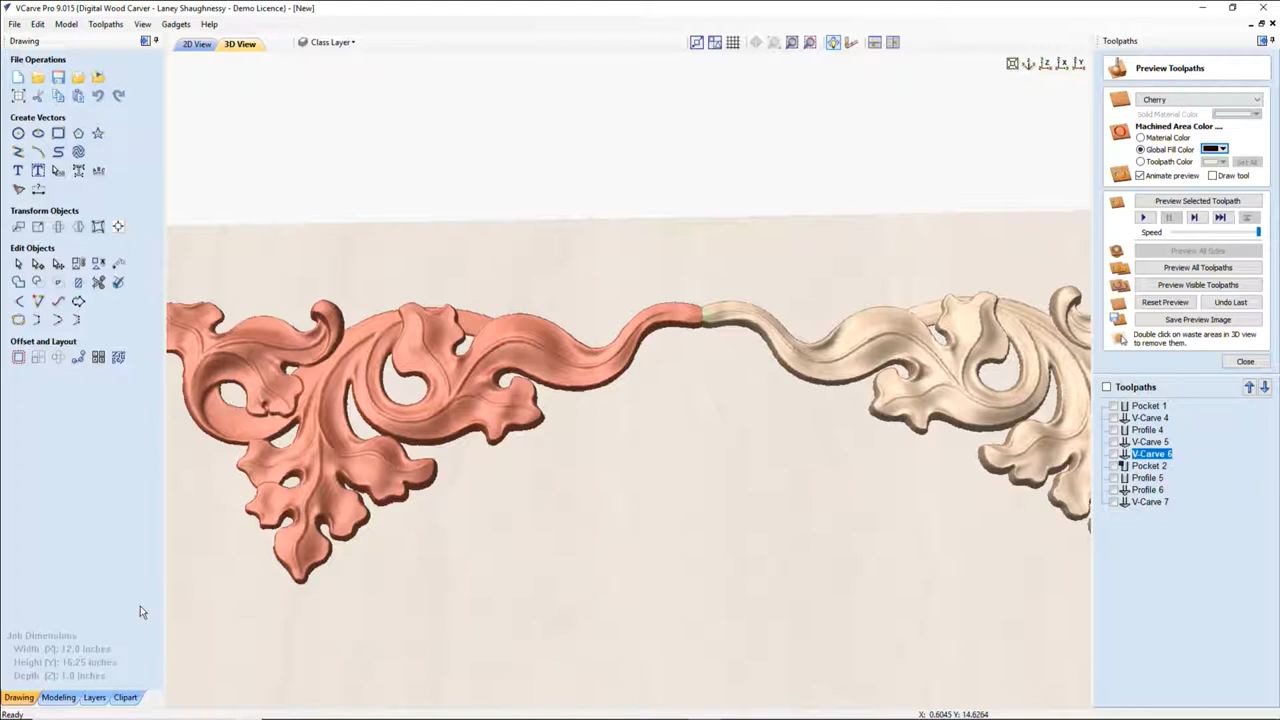 VCarve Pro 9.015 {Digital Wood Carver - Laney Shaughnessy - Demo Licence} - [New]
File Edit Model Toolpaths View Gadgets Help
Drawing
File Operations
Create Vectors
Transform Objects
Edit Objects
Offset and Layout
Job Dimensions
Width (X): 12.0 inches
Height (Y): 16.25 inches
Depth (Z): 1.0 inches
Drawing Modeling Layers Clipart
Ready
2D View 3D View Class Layer
Z X Y
Toolpaths
Preview Toolpaths
Cherry
Solid Material Color
Machined Area Color ....
Material Color
Global Fill Color
Toolpath Color Set All
Animate preview Draw tool
Preview Selected Toolpath
Speed
Preview All Sides
Preview All Toolpaths
Preview Visible Toolpaths
Reset Preview Undo Last
Save Preview Image
Double click on waste areas in 3D view
to remove them.
Close
Toolpaths
Pocket 1
V-Carve 4
Profile 4
V-Carve 5
V-Carve 6
Pocket 2
Profile 5
Profile 6
V-Carve 7
X: 0.6045 Y: 14.6264